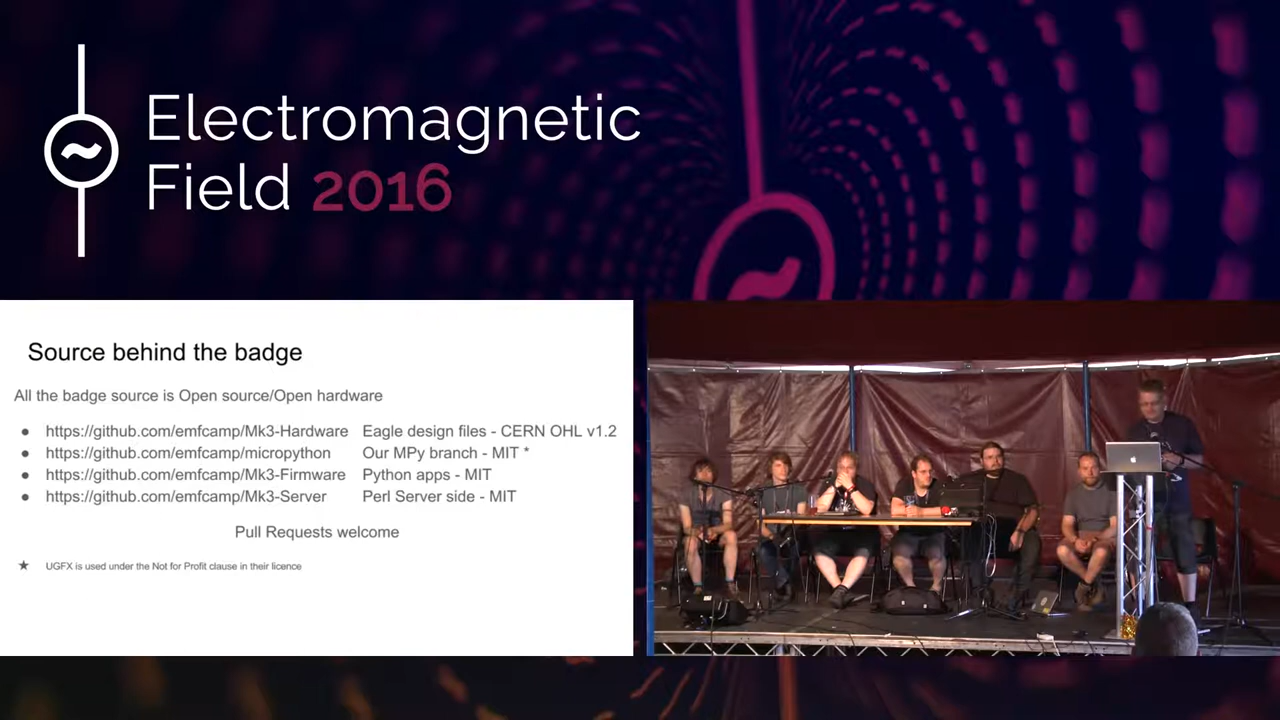 Electromagnetic
Field 2016
Source behind the badge
All the badge source is Open source/Open hardware
● https://github.com/emfcamp/Mk3-Hardware Eagle design files - CERN OHL v1.2
● https://github.com/emfcamp/micropython Our MPy branch - MIT *
● https://github.com/emfcamp/Mk3-Firmware Python apps - MIT
● https://github.com/emfcamp/Mk3-Server Perl Server side - MIT
Pull Requests welcome
★ UGFX is used under the Not for Profit clause in their licence